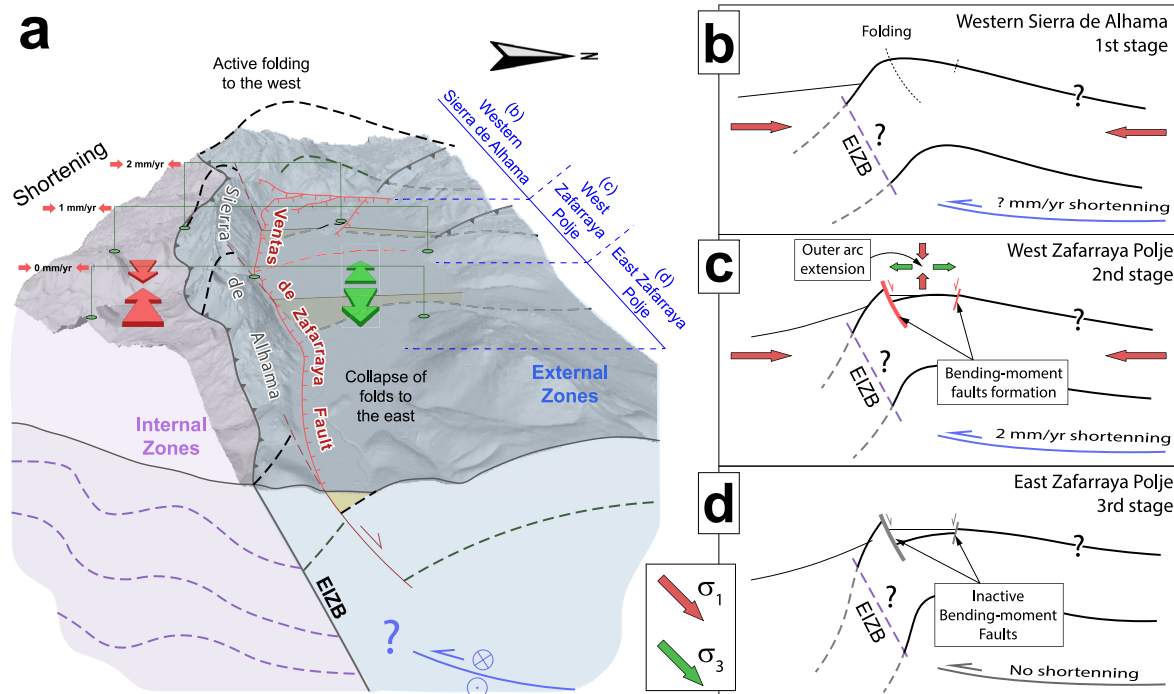 a
Active folding
to the west
N
Shortening
2 mm/yr
1 mm/yr
0 mm/yr
(b)
Western
Sierra de Alhama
(c)
West
Zafarraya
Polje
(d)
East Zafarraya
Polje
Sierra
de
Alhama
Ventas
de Zafarraya
Fault
Collapse of
folds to
the east
External
Zones
Internal
Zones
EIZB
?
b
Western Sierra de Alhama
1st stage
Folding
?
?
EIZB
? mm/yr shortenning
c
West Zafarraya Polje
2nd stage
Outer arc
extension
?
?
EIZB
Bending-moment
faults formation
2 mm/yr shortenning
d
East Zafarraya Polje
3rd stage
?
?
EIZB
Inactive
Bending-moment
Faults
No shortenning
σ1
σ3